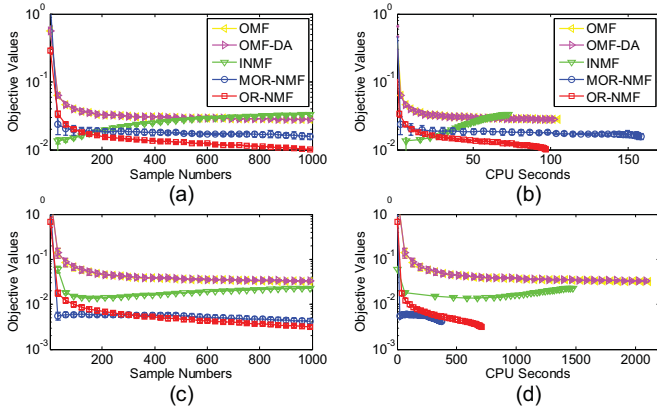 10^0
10^-1
10^-2
Objective Values
200 400 600 800 1000
Sample Numbers
OMF
OMF-DA
INMF
MOR-NMF
OR-NMF
(a)
10^0
10^-1
10^-2
Objective Values
50 100 150
CPU Seconds
OMF
OMF-DA
INMF
MOR-NMF
OR-NMF
(b)
10^0
10^-1
10^-2
10^-3
Objective Values
0 200 400 600 800 1000
Sample Numbers
(c)
10^0
10^-1
10^-2
10^-3
Objective Values
0 500 1000 1500 2000
CPU Seconds
(d)